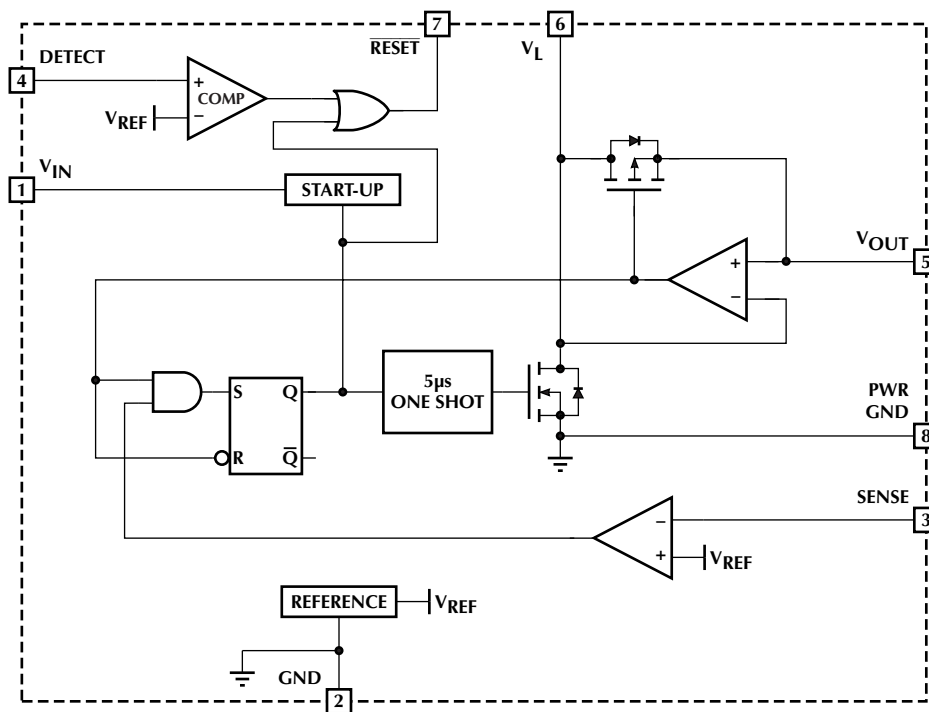 7
6
RESET
VL
DETECT
4
+
COMP
−
VREF
VIN
1
START-UP
VOUT
5
+
−
5µs
ONE SHOT
S
Q
R
Q̅
PWR
GND
8
SENSE
3
−
+
VREF
REFERENCE
VREF
GND
2